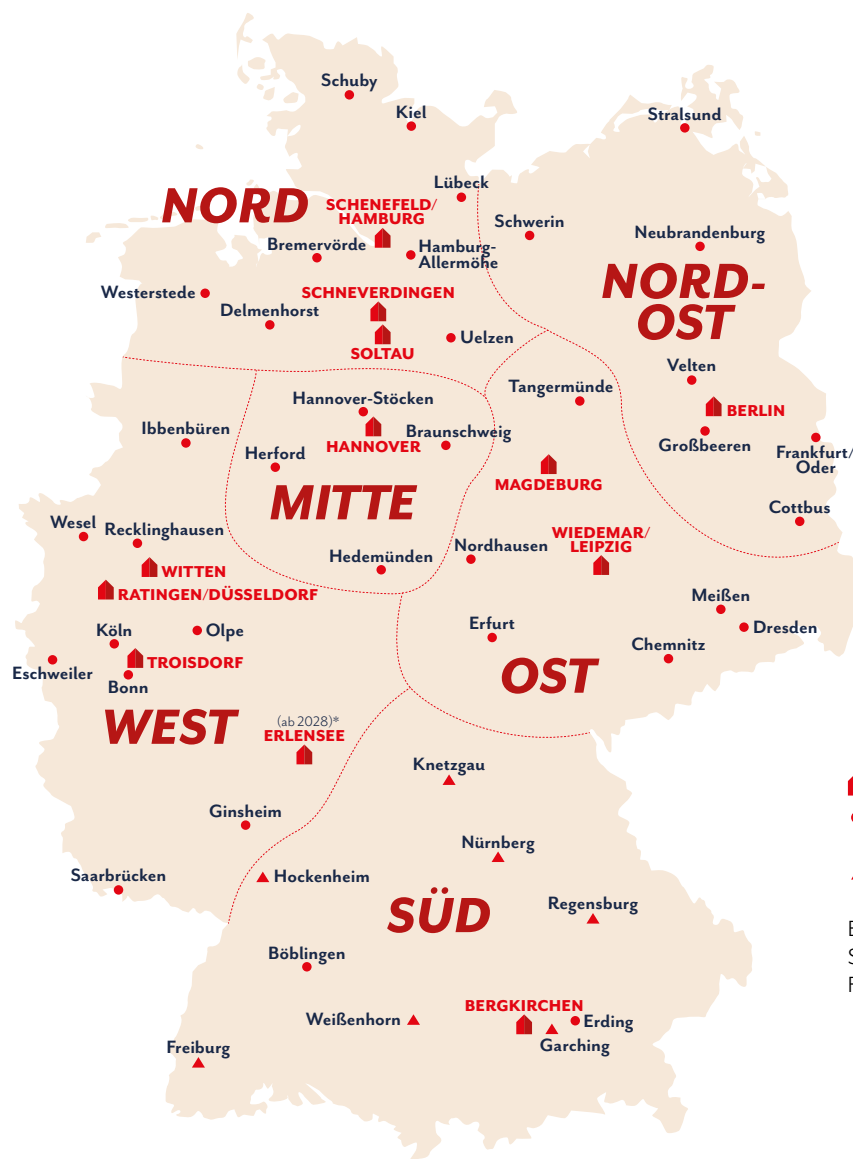 Schuby
Kiel
Stralsund
Lübeck
NORD
SCHENEFELD/
HAMBURG
Schwerin
Neubrandenburg
Bremervörde
Hamburg-
Allermöhe
NORD-
OST
Westerstede
SCHNEVERDINGEN
Delmenhorst
SOLTAU
Uelzen
Velten
Tangermünde
Hannover-Stöcken
BERLIN
Ibbenbüren
HANNOVER
Braunschweig
Großbeeren
Herford
Frankfurt/
Oder
MAGDEBURG
MITTE
Cottbus
Wesel
Recklinghausen
WIEDEMAR/
LEIPZIG
Hedemünden
Nordhausen
WITTEN
RATINGEN/DÜSSELDORF
Meißen
Köln
Olpe
Erfurt
Dresden
Chemnitz
TROISDORF
Eschweiler
Bonn
OST
WEST
(ab 2028)*
ERLENSEE
Knetzgau
Ginsheim
Nürnberg
Saarbrücken
Hockenheim
Regensburg
SÜD
Böblingen
BERGKIRCHEN
Weißenhorn
Erding
Garching
Freiburg